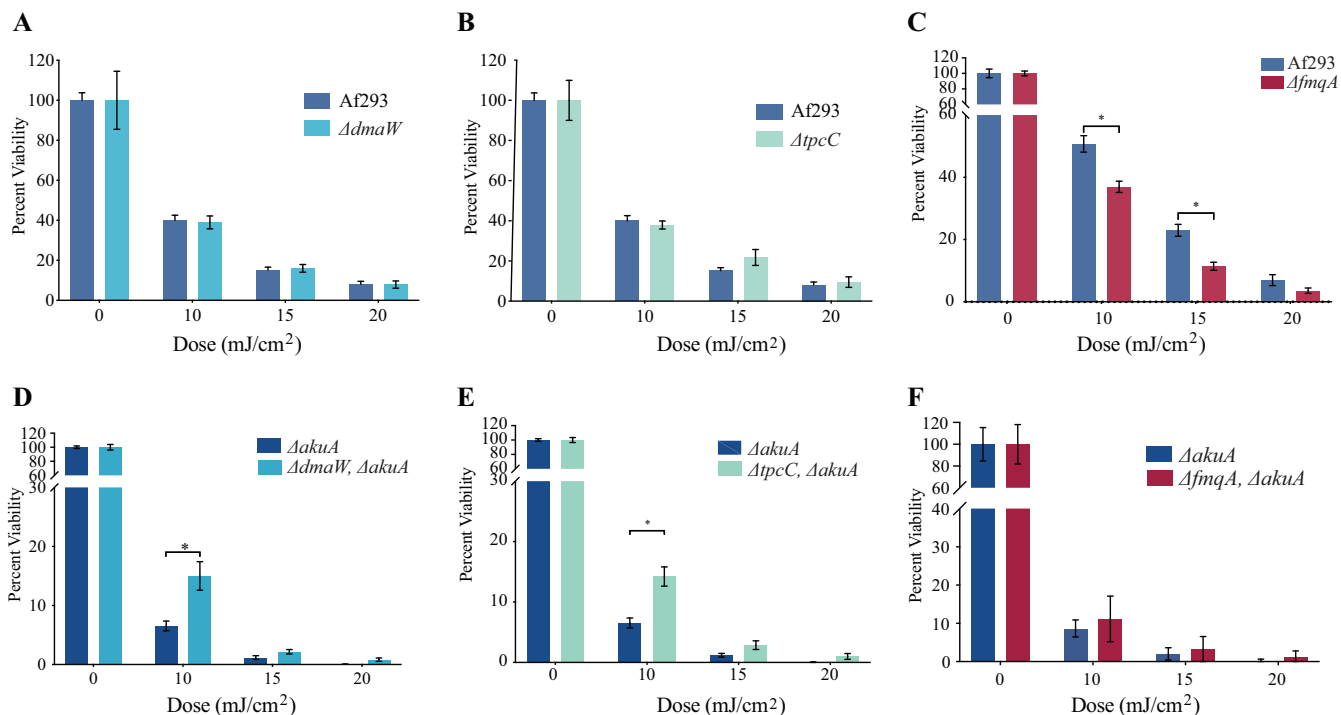 A
120
100
80
60
40
20
0
Percent Viability
Af293
ΔdmaW
0 10 15 20
Dose (mJ/cm²)
B
120
100
80
60
40
20
0
Percent Viability
Af293
ΔtpcC
0 10 15 20
Dose (mJ/cm²)
C
120
100
80
60
40
20
0
Percent Viability
Af293
ΔfmqA
*
*
0 10 15 20
Dose (mJ/cm²)
D
120
100
80
60
30
20
10
0
Percent Viability
ΔakuA
ΔdmaW, ΔakuA
*
0 10 15 20
Dose (mJ/cm²)
E
120
100
80
60
30
20
10
0
Percent Viability
ΔakuA
ΔtpcC, ΔakuA
*
0 10 15 20
Dose (mJ/cm²)
F
120
100
80
60
40
30
20
10
0
Percent Viability
ΔakuA
ΔfmqA, ΔakuA
0 10 15 20
Dose (mJ/cm²)